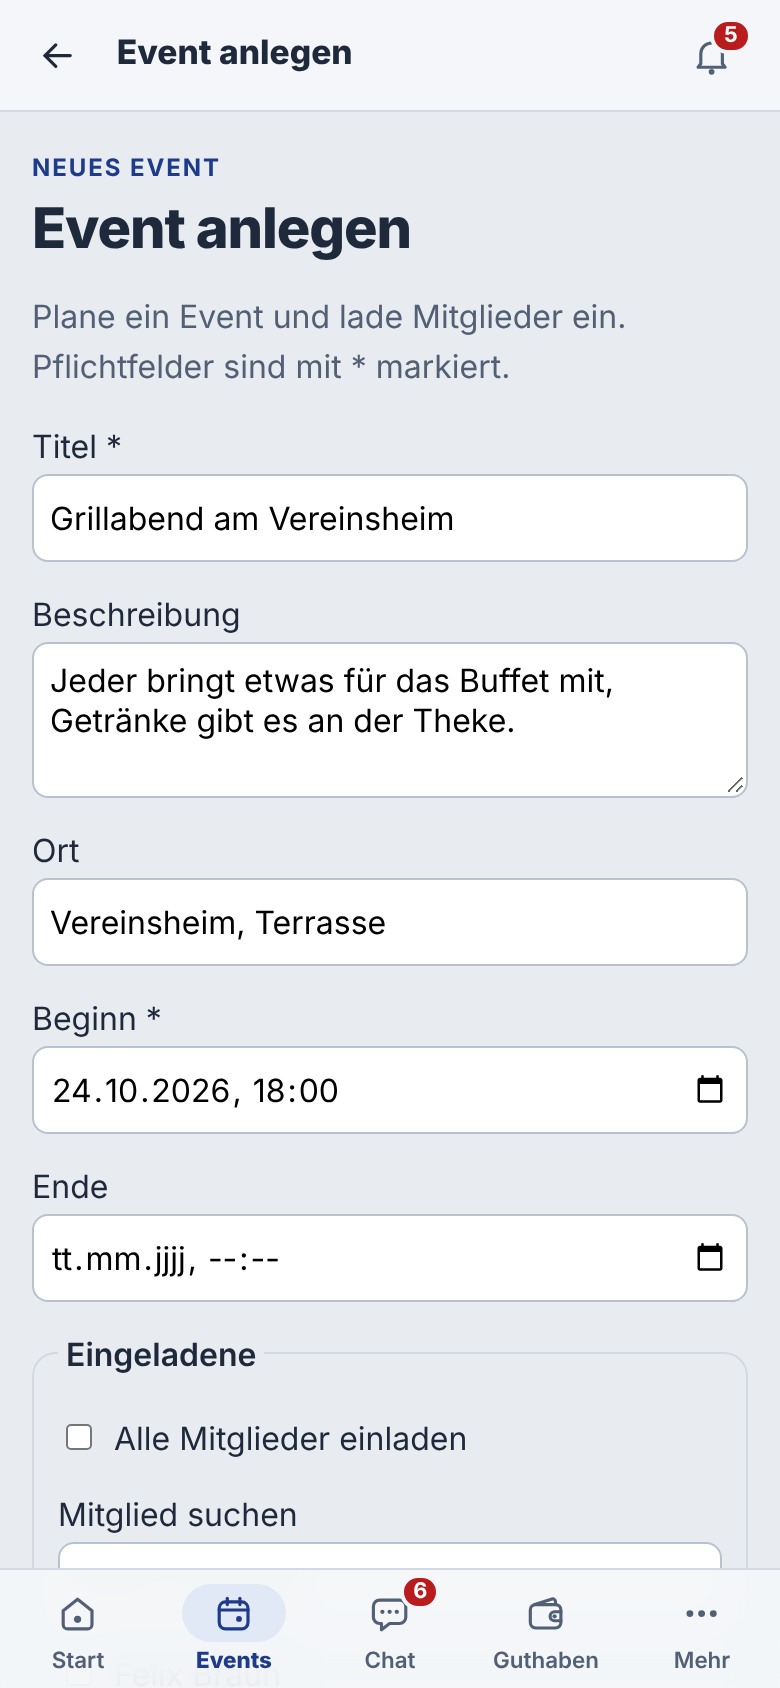 Event anlegen
5
NEUES EVENT
Event anlegen
Plane ein Event und lade Mitglieder ein.
Pflichtfelder sind mit * markiert.
Titel *
Grillabend am Vereinsheim
Beschreibung
Jeder bringt etwas für das Buffet mit,
Getränke gibt es an der Theke.
Ort
Vereinsheim, Terrasse
Beginn *
24.10.2026, 18:00
Ende
tt.mm.jjjj, --:--
Eingeladene
Alle Mitglieder einladen
Mitglied suchen
6
Start
Events
Chat
Guthaben
Mehr
Felix Braun